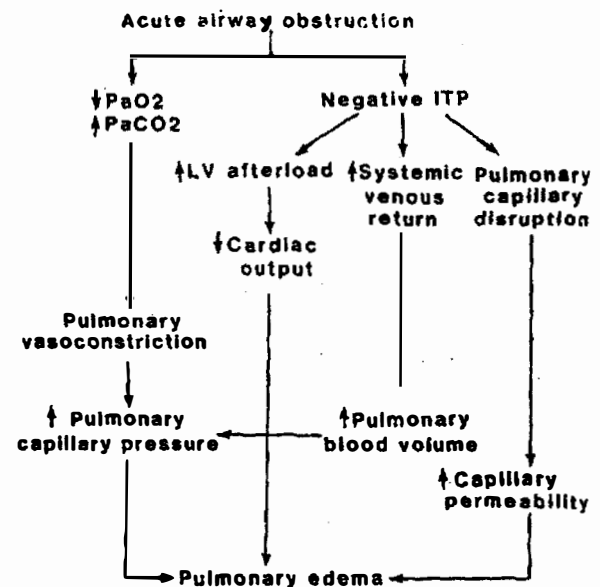 Acute airway obstruction
↓PaO2
↑PaCO2
Negative ITP
↑LV afterload
↑Systemic
venous
return
Pulmonary
capillary
disruption
↓Cardiac
output
Pulmonary
vasoconstriction
↑ Pulmonary
capillary pressure
↑Pulmonary
blood volume
↑Capillary
permeability
Pulmonary edema